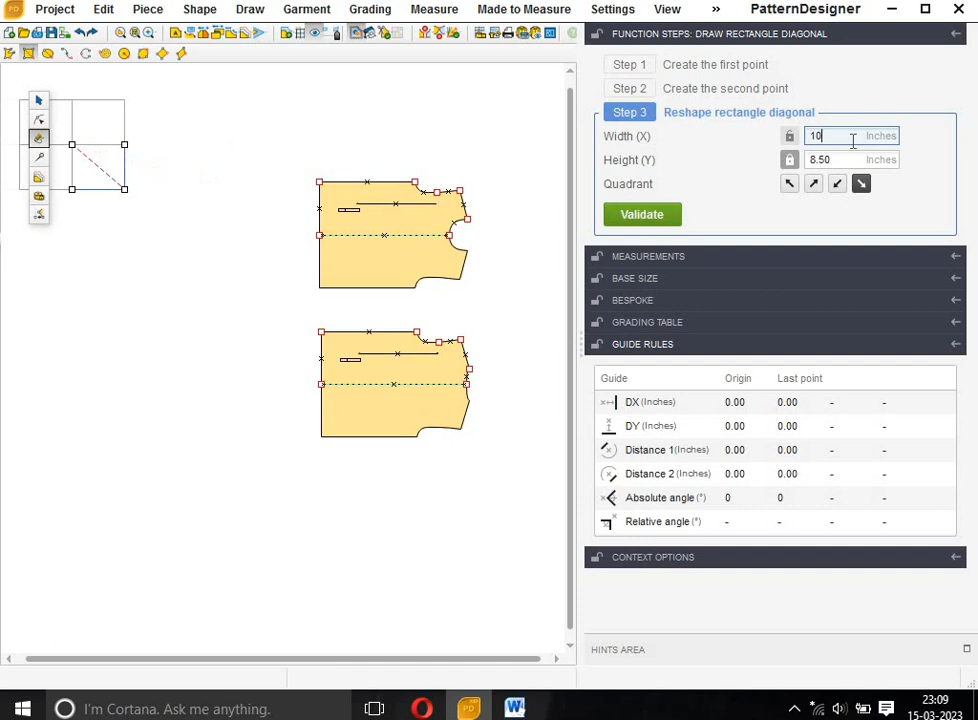 PD Project Edit Piece Shape Draw Garment Grading Measure Made to Measure Settings View » PatternDesigner
FUNCTION STEPS: DRAW RECTANGLE DIAGONAL
Step 1 Create the first point
Step 2 Create the second point
Step 3 Reshape rectangle diagonal
Width (X) 10 Inches
Height (Y) 8.50 Inches
Quadrant
Validate
MEASUREMENTS
BASE SIZE
BESPOKE
GRADING TABLE
GUIDE RULES
Guide Origin Last point
DX (Inches) 0.00 0.00 - -
DY (Inches) 0.00 0.00 - -
Distance 1(Inches) 0.00 0.00 - -
Distance 2 (Inches) 0.00 0.00 - -
Absolute angle (°) 0 0 - -
Relative angle (°) - - - -
CONTEXT OPTIONS
HINTS AREA
I'm Cortana. Ask me anything. PD 23:09
15-03-2023